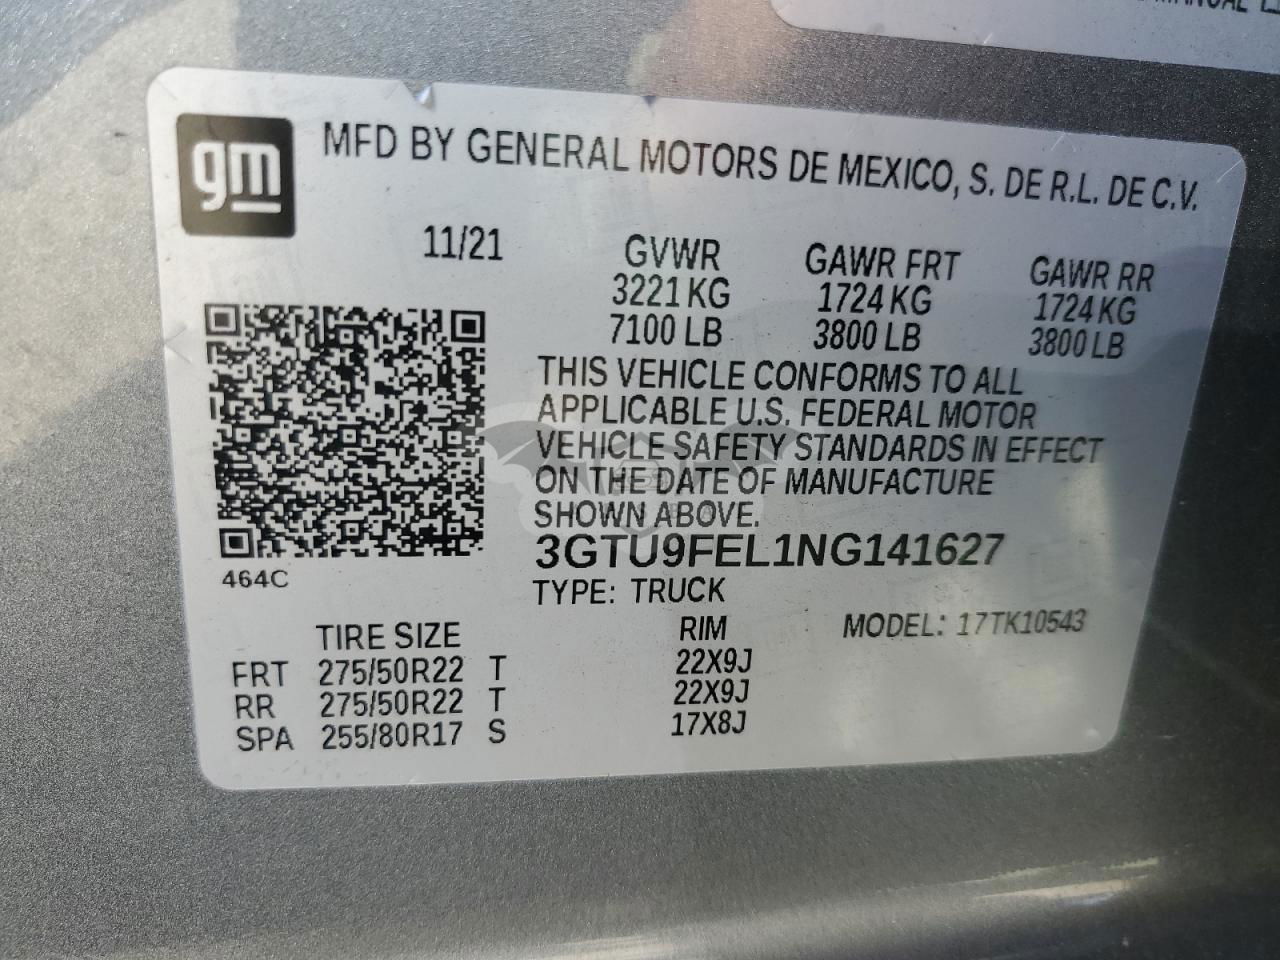 MANUAL
gm
MFD BY GENERAL MOTORS DE MEXICO, S. DE R.L. DE C.V.
11/21
GVWR GAWR FRT GAWR RR
3221 KG 1724 KG 1724 KG
7100 LB 3800 LB 3800 LB
THIS VEHICLE CONFORMS TO ALL
APPLICABLE U.S. FEDERAL MOTOR
VEHICLE SAFETY STANDARDS IN EFFECT
ON THE DATE OF MANUFACTURE
SHOWN ABOVE.
3GTU9FEL1NG141627
464C
TYPE: TRUCK
TIRE SIZE RIM MODEL: 17TK10543
FRT 275/50R22 T 22X9J
RR 275/50R22 T 22X9J
SPA 255/80R17 S 17X8J